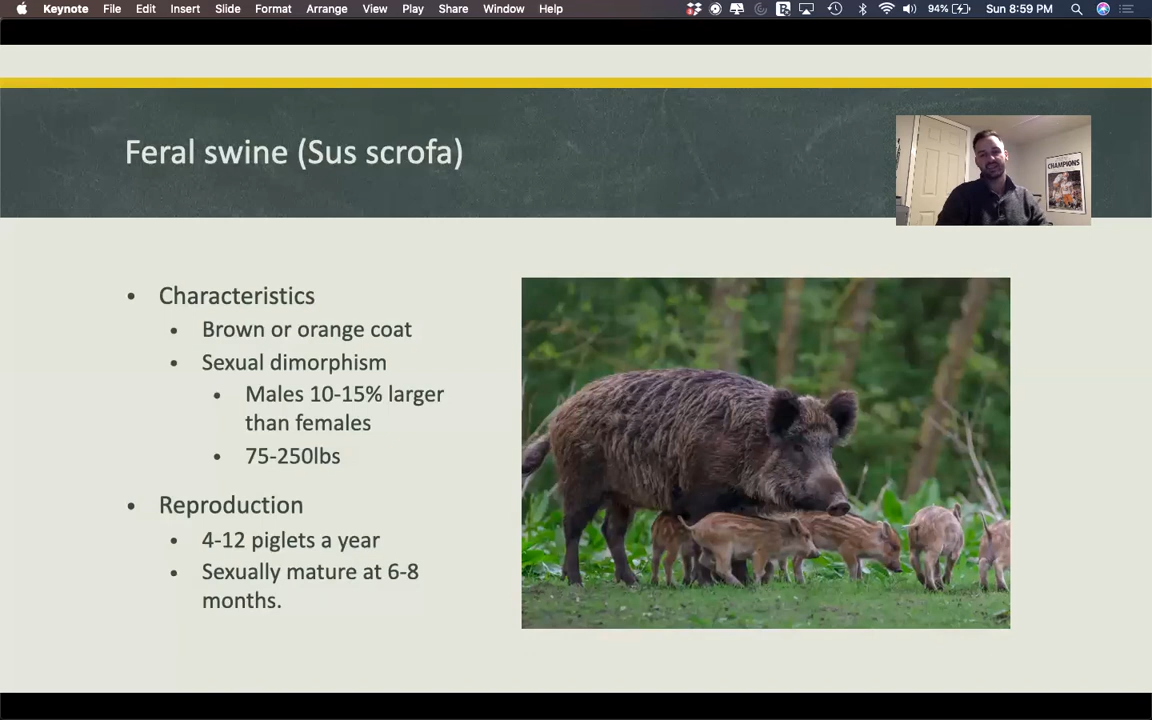 Keynote File Edit Insert Slide Format Arrange View Play Share Window Help 94% Sun 8:59 PM
Feral swine (Sus scrofa)
CHAMPIONS
• Characteristics
• Brown or orange coat
• Sexual dimorphism
• Males 10-15% larger
than females
• 75-250lbs
• Reproduction
• 4-12 piglets a year
• Sexually mature at 6-8
months.